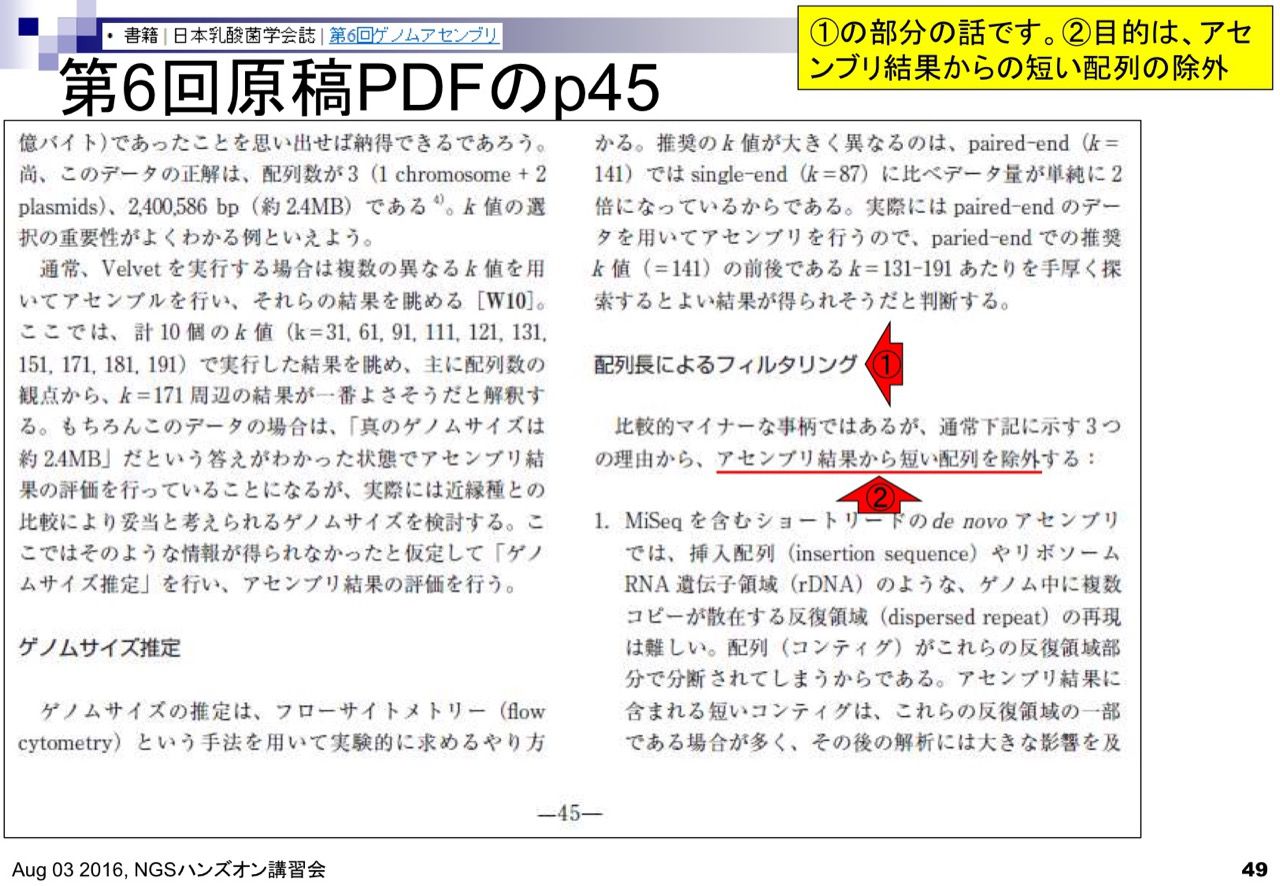 • 書籍 | 日本乳酸菌学会誌 | 第6回ゲノムアセンブリ
①の部分の話です。②目的は、アセ
ンブリ結果からの短い配列の除外
第6回原稿PDFのp45
億バイト)であったことを思い出せば納得できるであろう。
尚、このデータの正解は、配列数が3(1 chromosome + 2
plasmids)、2,400,586 bp(約2.4MB)である 4)。k 値の選
択の重要性がよくわかる例といえよう。
通常、Velvet を実行する場合は複数の異なる k 値を用
いてアセンブルを行い、それらの結果を眺める [W10]。
ここでは、計10個の k 値(k=31, 61, 91, 111, 121, 131,
151, 171, 181, 191)で実行した結果を眺め、主に配列数の
観点から、k=171 周辺の結果が一番よさそうだと解釈す
る。もちろんこのデータの場合は、「真のゲノムサイズは
約2.4MB」だという答えがわかった状態でアセンブリ結
果の評価を行っていることになるが、実際には近縁種との
比較により妥当と考えられるゲノムサイズを検討する。こ
こではそのような情報が得られなかったと仮定して「ゲノ
ムサイズ推定」を行い、アセンブリ結果の評価を行う。
ゲノムサイズ推定
ゲノムサイズの推定は、フローサイトメトリー(flow
cytometry)という手法を用いて実験的に求めるやり方
かる。推奨の k 値が大きく異なるのは、paired-end(k=
141)では single-end(k=87)に比べデータ量が単純に2
倍になっているからである。実際には paired-end のデー
タを用いてアセンブリを行うので、paried-end での推奨
k 値(=141)の前後である k=131-191 あたりを手厚く探
索するとよい結果が得られそうだと判断する。
配列長によるフィルタリング ①
比較的マイナーな事柄ではあるが、通常下記に示す3つ
の理由から、アセンブリ結果から短い配列を除外する:
②
1. MiSeq を含むショートリードの de novo アセンブリ
では、挿入配列(insertion sequence)やリボソーム
RNA 遺伝子領域(rDNA)のような、ゲノム中に複数
コピーが散在する反復領域(dispersed repeat)の再現
は難しい。配列(コンティグ)がこれらの反復領域部
分で分断されてしまうからである。アセンブリ結果に
含まれる短いコンティグは、これらの反復領域の一部
である場合が多く、その後の解析には大きな影響を及
—45—
Aug 03 2016, NGSハンズオン講習会
49